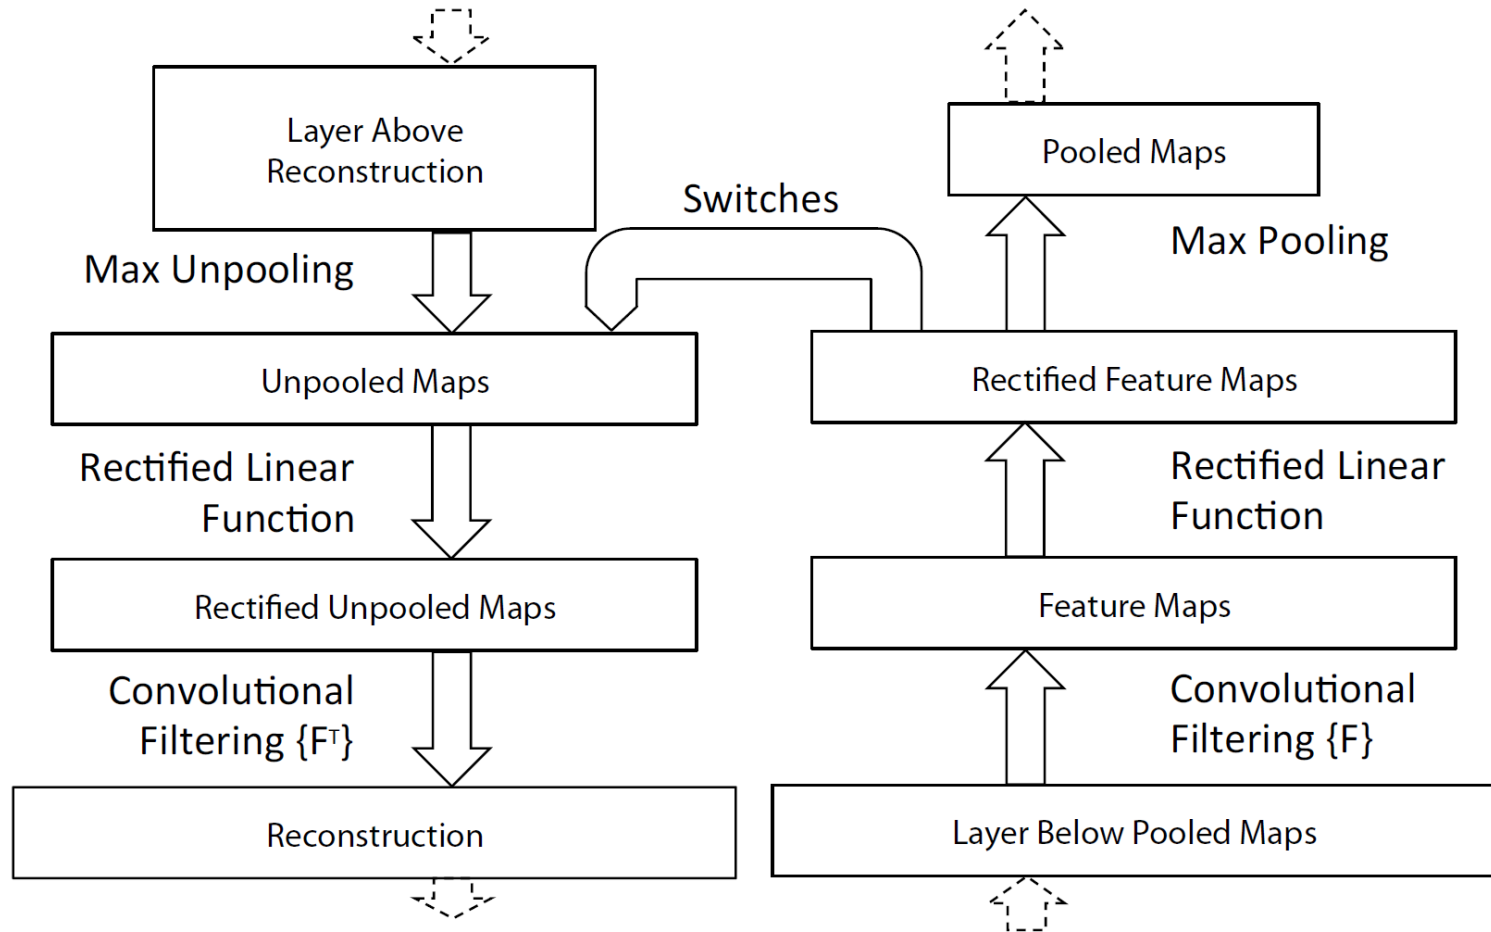 Layer Above
Reconstruction
Pooled Maps
Switches
Max Unpooling
Max Pooling
Unpooled Maps
Rectified Feature Maps
Rectified Linear
Function
Rectified Linear
Function
Rectified Unpooled Maps
Feature Maps
Convolutional
Filtering {Fᵀ}
Convolutional
Filtering {F}
Reconstruction
Layer Below Pooled Maps